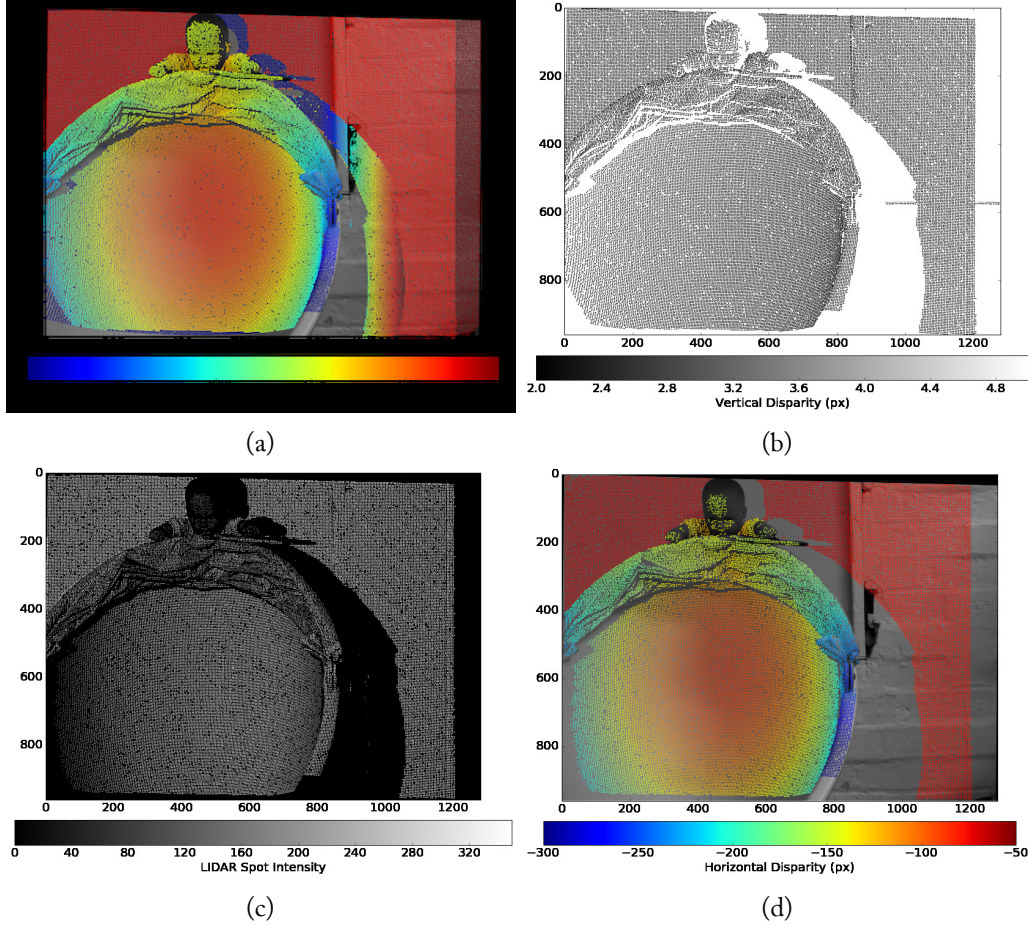 0
200
400
600
800
0 200 400 600 800 1000 1200
2.0 2.4 2.8 3.2 3.6 4.0 4.4 4.8
Vertical Disparity (px)
(a)
(b)
0
200
400
600
800
0 200 400 600 800 1000 1200
0 40 80 120 160 200 240 280 320
LIDAR Spot Intensity
0
200
400
600
800
0 200 400 600 800 1000 1200
−300 −250 −200 −150 −100 −50
Horizontal Disparity (px)
(c)
(d)